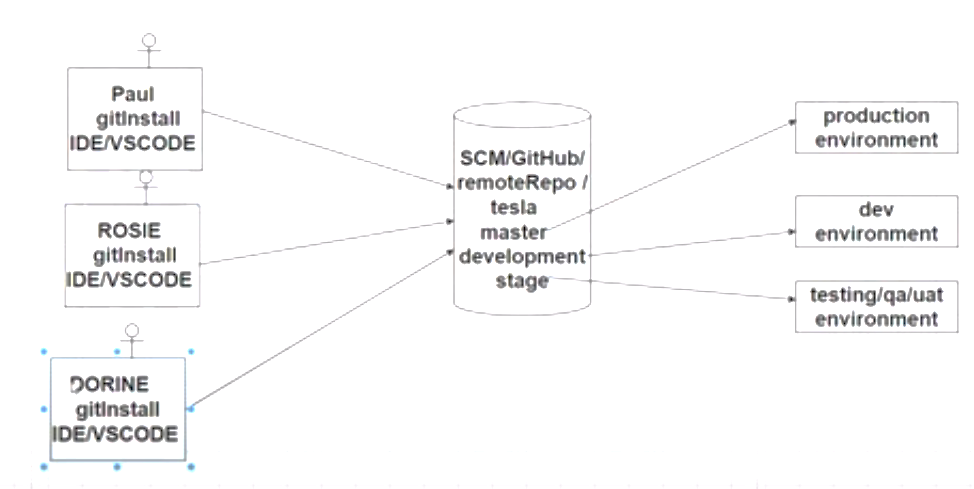 Paul
gitInstall
IDE/VSCODE
ROSIE
gitInstall
IDE/VSCODE
DORINE
gitInstall
IDE/VSCODE
SCM/GitHub/
remoteRepo /
tesla
master
development
stage
production
environment
dev
environment
testing/qa/uat
environment